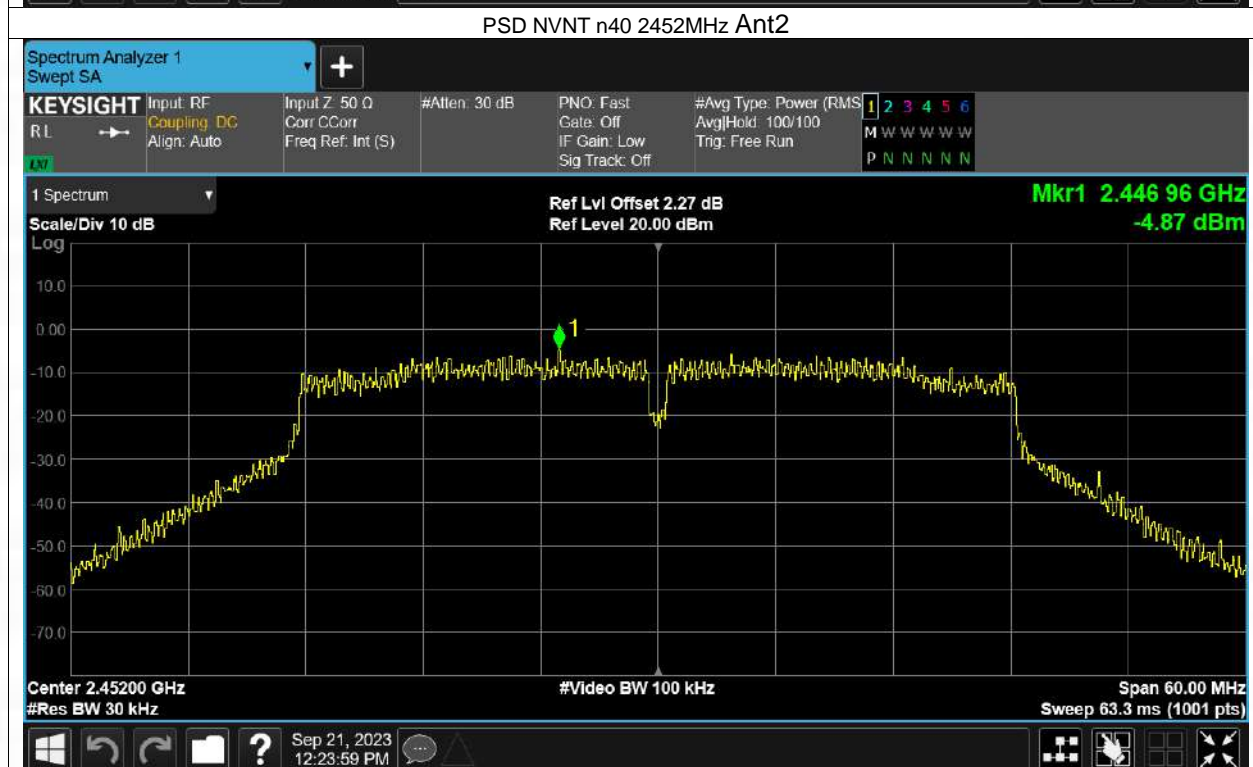 PSD NVNT n40 2452MHz Ant2
Spectrum Analyzer 1
Swept SA
+
KEYSIGHT
RL
LXI
Input: RF
Coupling: DC
Align: Auto
Input Z: 50 Ω
Corr CCorr
Freq Ref: Int (S)
#Atten: 30 dB
PNO: Fast
Gate: Off
IF Gain: Low
Sig Track: Off
#Avg Type: Power (RMS
Avg|Hold: 100/100
Trig: Free Run
1 2 3 4 5 6
M W W W W W
P N N N N N
1 Spectrum
Scale/Div 10 dB
Log
Ref Lvl Offset 2.27 dB
Ref Level 20.00 dBm
Mkr1 2.446 96 GHz
-4.87 dBm
10.0
0.00
-10.0
-20.0
-30.0
-40.0
-50.0
-60.0
-70.0
1
Center 2.45200 GHz
#Res BW 30 kHz
#Video BW 100 kHz
Span 60.00 MHz
Sweep 63.3 ms (1001 pts)
?
Sep 21, 2023
12:23:59 PM